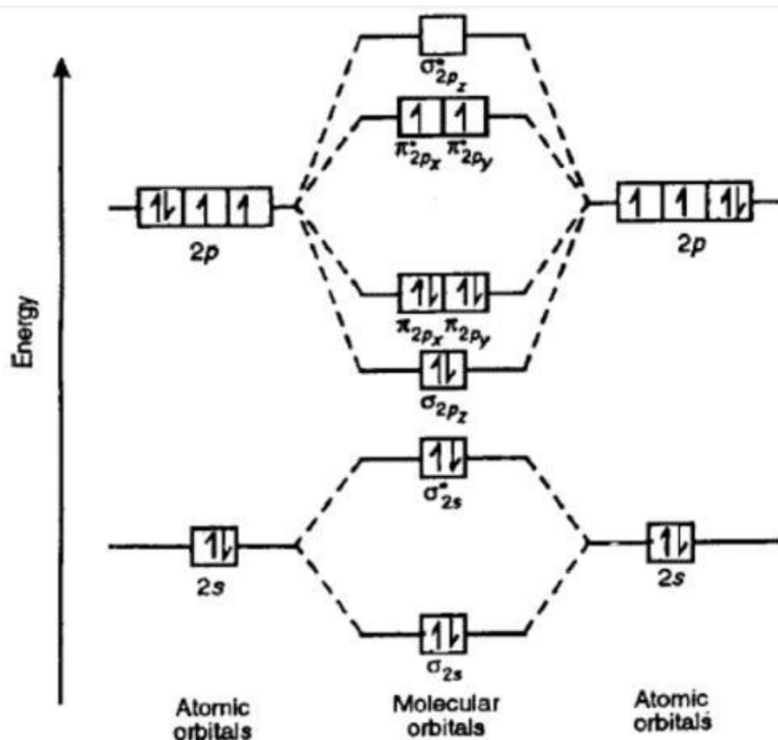 σ*2pz
π*2px π*2py
2p
2p
π2px π2py
σ2pz
Energy
σ*2s
2s
2s
σ2s
Atomic
orbitals
Molecular
orbitals
Atomic
orbitals